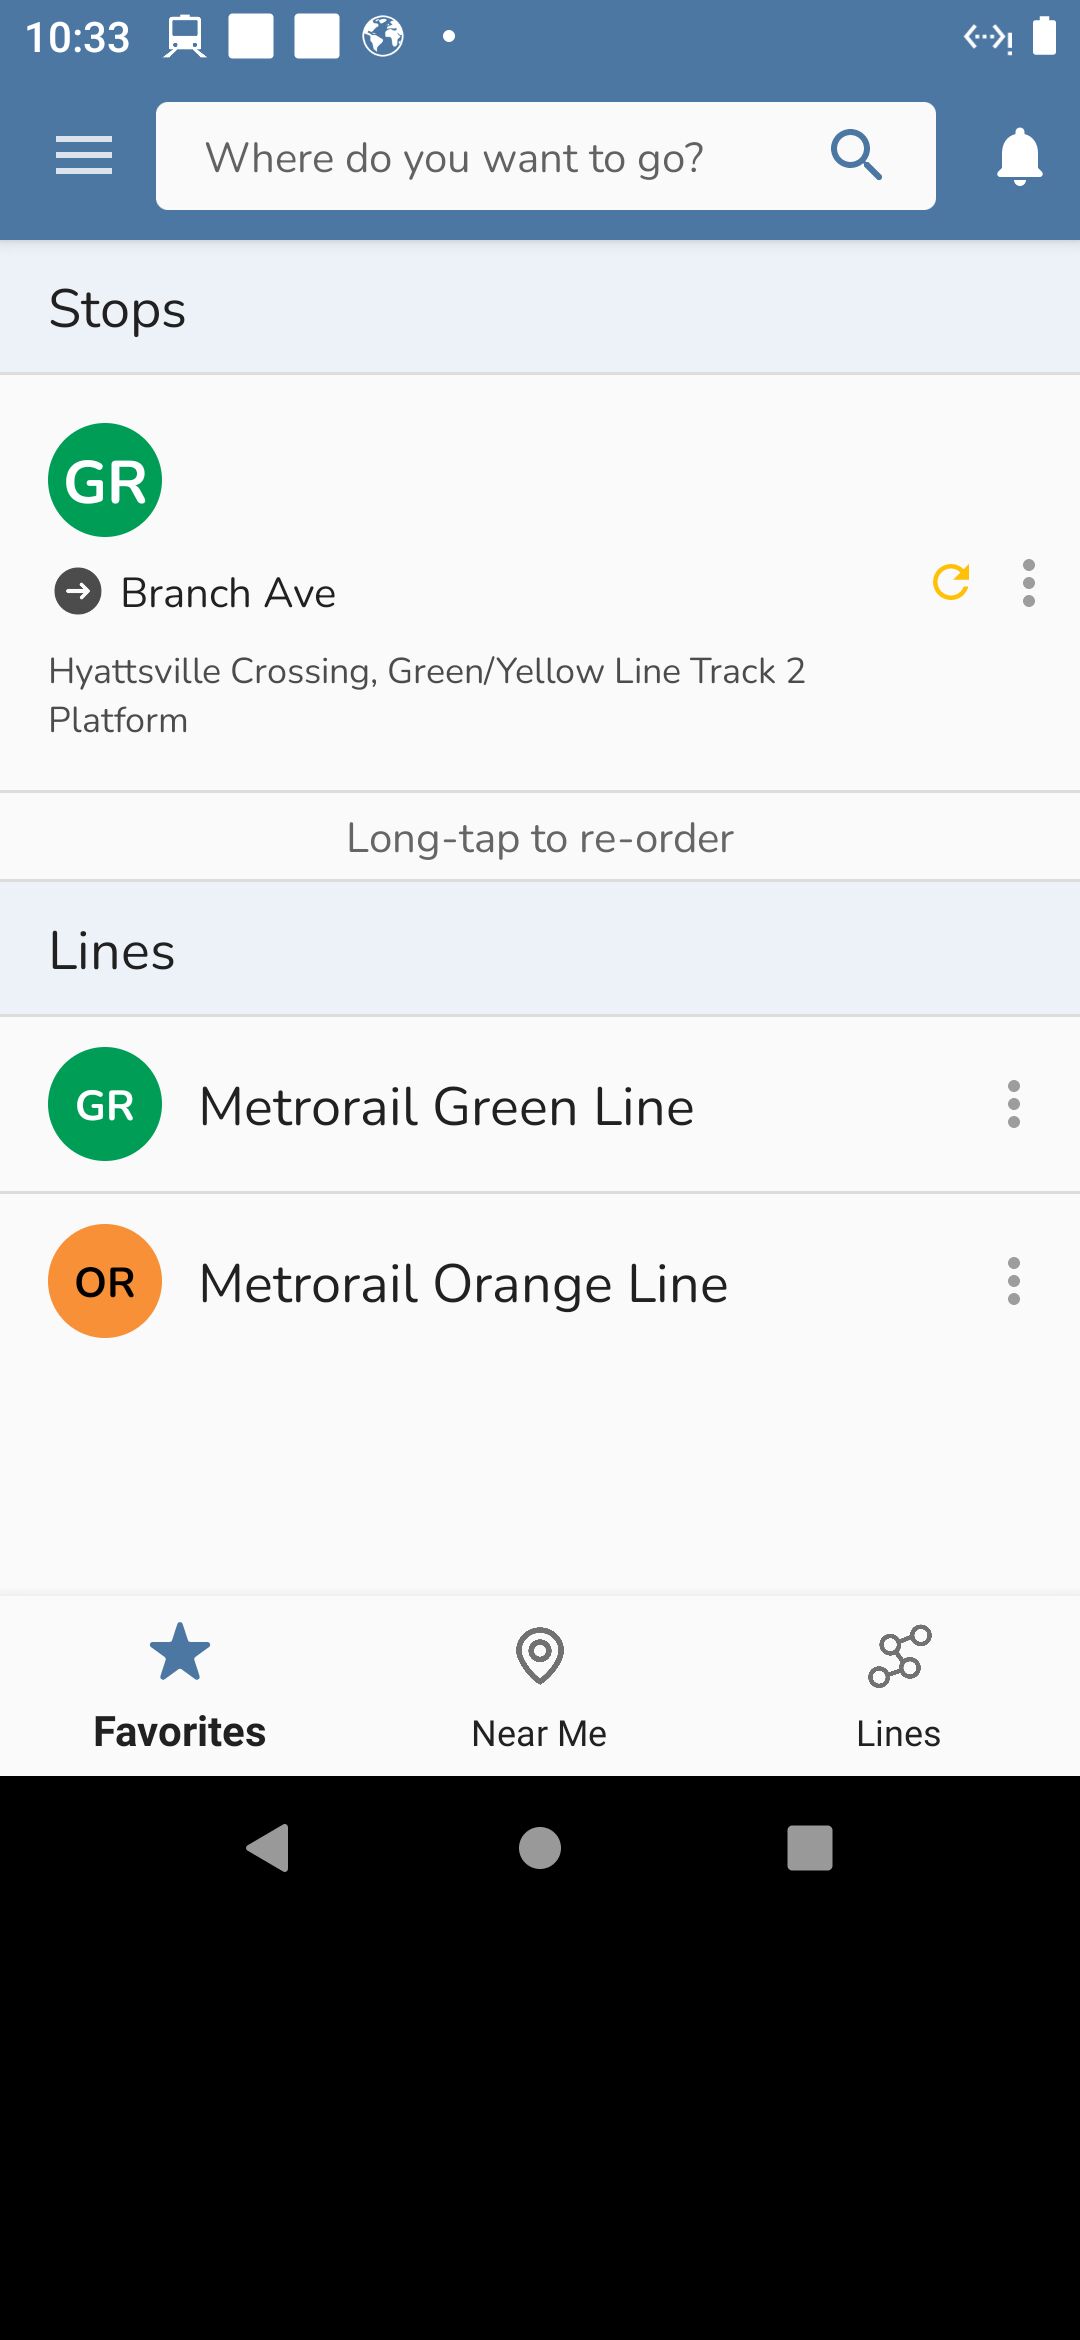 10:33
Where do you want to go?
Stops
GR
Branch Ave
Hyattsville Crossing, Green/Yellow Line Track 2
Platform
Long-tap to re-order
Lines
GR Metrorail Green Line
OR Metrorail Orange Line
Favorites Near Me Lines